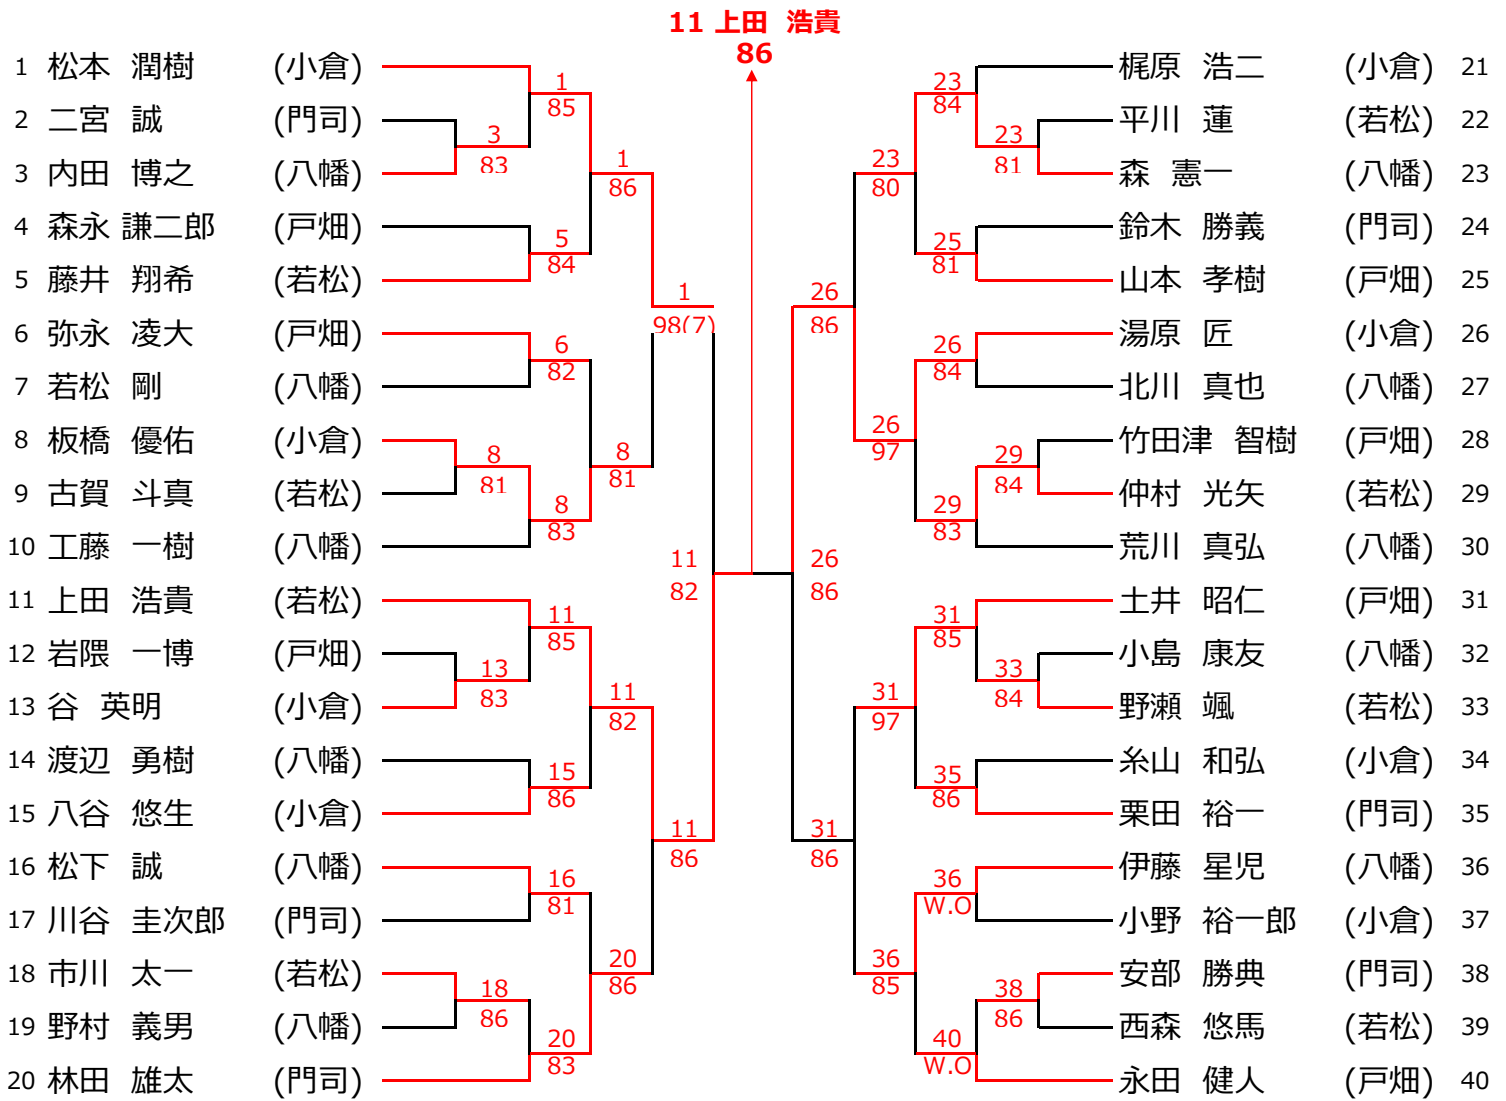 11 上田 浩貴
86
1 松本 潤樹 (小倉)
2 二宮 誠 (門司)
3 内田 博之 (八幡)
4 森永 謙二郎 (戸畑)
5 藤井 翔希 (若松)
6 弥永 凌大 (戸畑)
7 若松 剛 (八幡)
8 板橋 優佑 (小倉)
9 古賀 斗真 (若松)
10 工藤 一樹 (八幡)
11 上田 浩貴 (若松)
12 岩隈 一博 (戸畑)
13 谷 英明 (小倉)
14 渡辺 勇樹 (八幡)
15 八谷 悠生 (小倉)
16 松下 誠 (八幡)
17 川谷 圭次郎 (門司)
18 市川 太一 (若松)
19 野村 義男 (八幡)
20 林田 雄太 (門司)
3
83
8
81
13
83
18
86
1
85
5
84
6
82
8
83
11
85
15
86
16
81
20
83
1
86
8
81
11
82
20
86
1
98(7)
11
86
11
82
26
86
26
86
31
86
23
80
26
97
31
97
36
85
23
84
25
81
26
84
29
83
31
85
35
86
36
W.O
40
W.O
23
81
29
84
33
84
38
86
梶原 浩二 (小倉) 21
平川 蓮 (若松) 22
森 憲一 (八幡) 23
鈴木 勝義 (門司) 24
山本 孝樹 (戸畑) 25
湯原 匠 (小倉) 26
北川 真也 (八幡) 27
竹田津 智樹 (戸畑) 28
仲村 光矢 (若松) 29
荒川 真弘 (八幡) 30
土井 昭仁 (戸畑) 31
小島 康友 (八幡) 32
野瀬 颯 (若松) 33
糸山 和弘 (小倉) 34
栗田 裕一 (門司) 35
伊藤 星児 (八幡) 36
小野 裕一郎 (小倉) 37
安部 勝典 (門司) 38
西森 悠馬 (若松) 39
永田 健人 (戸畑) 40